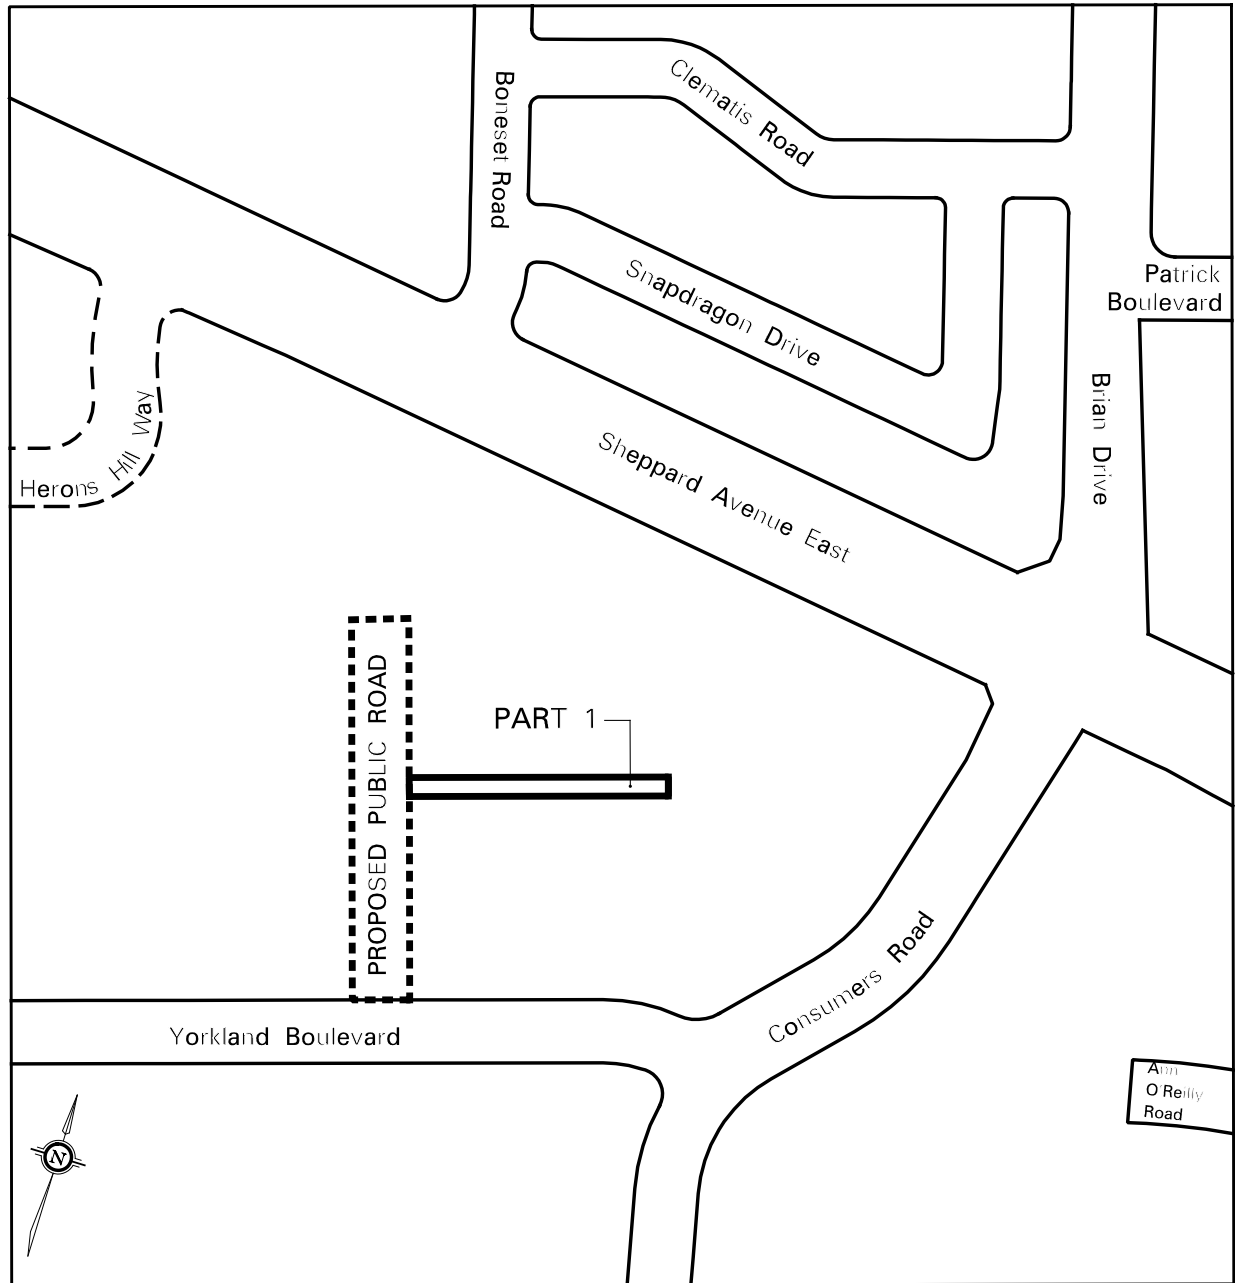 Boneset Road
Clematis Road
Snapdragon Drive
Patrick
Boulevard
Brian Drive
Herons Hill Way
Sheppard Avenue East
PROPOSED PUBLIC ROAD
PART 1
Consumers Road
Yorkland Boulevard
Ann
O'Reilly
Road
N